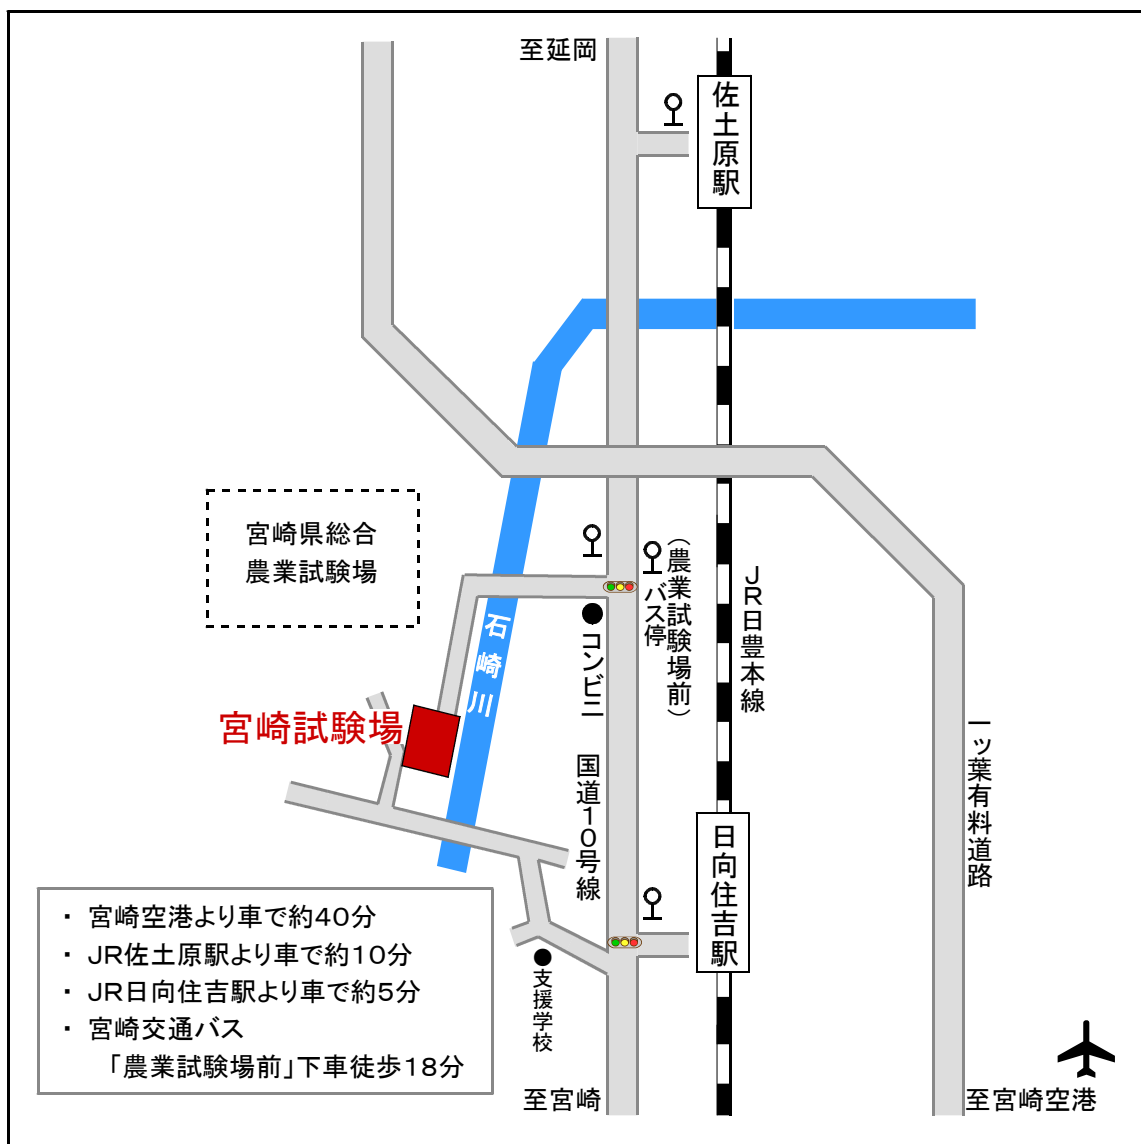 至延岡
佐土原駅
宮崎県総合
農業試験場
石崎川
コンビニ
バス停
(農業試験場前)
JR日豊本線
宮崎試験場
国道10号線
一ッ葉有料道路
日向住吉駅
支援学校
・ 宮崎空港より車で約40分
・ JR佐土原駅より車で約10分
・ JR日向住吉駅より車で約5分
・ 宮崎交通バス
「農業試験場前」下車徒歩18分
至宮崎
至宮崎空港